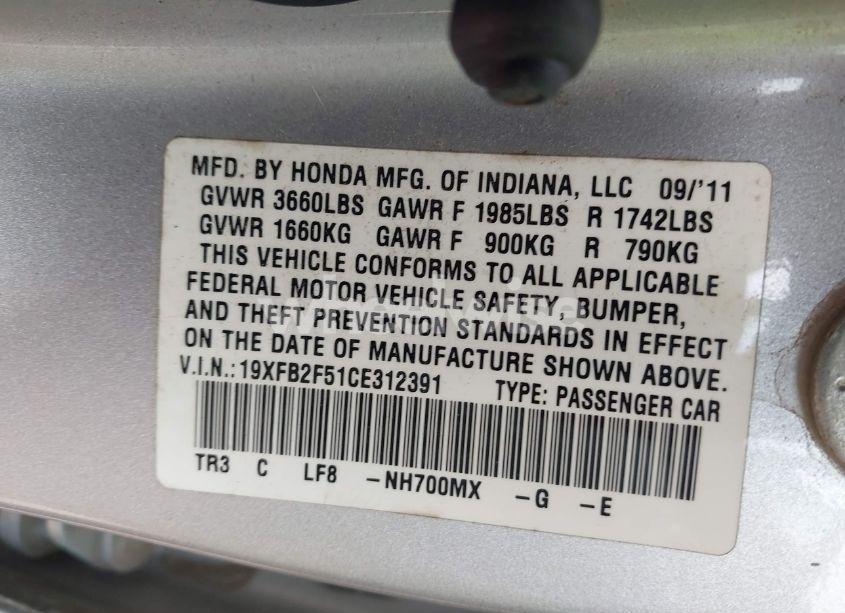 MFD. BY HONDA MFG. OF INDIANA, LLC 09/'11
GVWR 3660LBS GAWR F 1985LBS R 1742LBS
GVWR 1660KG GAWR F 900KG R 790KG
THIS VEHICLE CONFORMS TO ALL APPLICABLE
FEDERAL MOTOR VEHICLE SAFETY, BUMPER,
AND THEFT PREVENTION STANDARDS IN EFFECT
ON THE DATE OF MANUFACTURE SHOWN ABOVE.
V.I.N.:19XFB2F51CE312391 TYPE: PASSENGER CAR
TR3 C LF8 -NH700MX -G -E